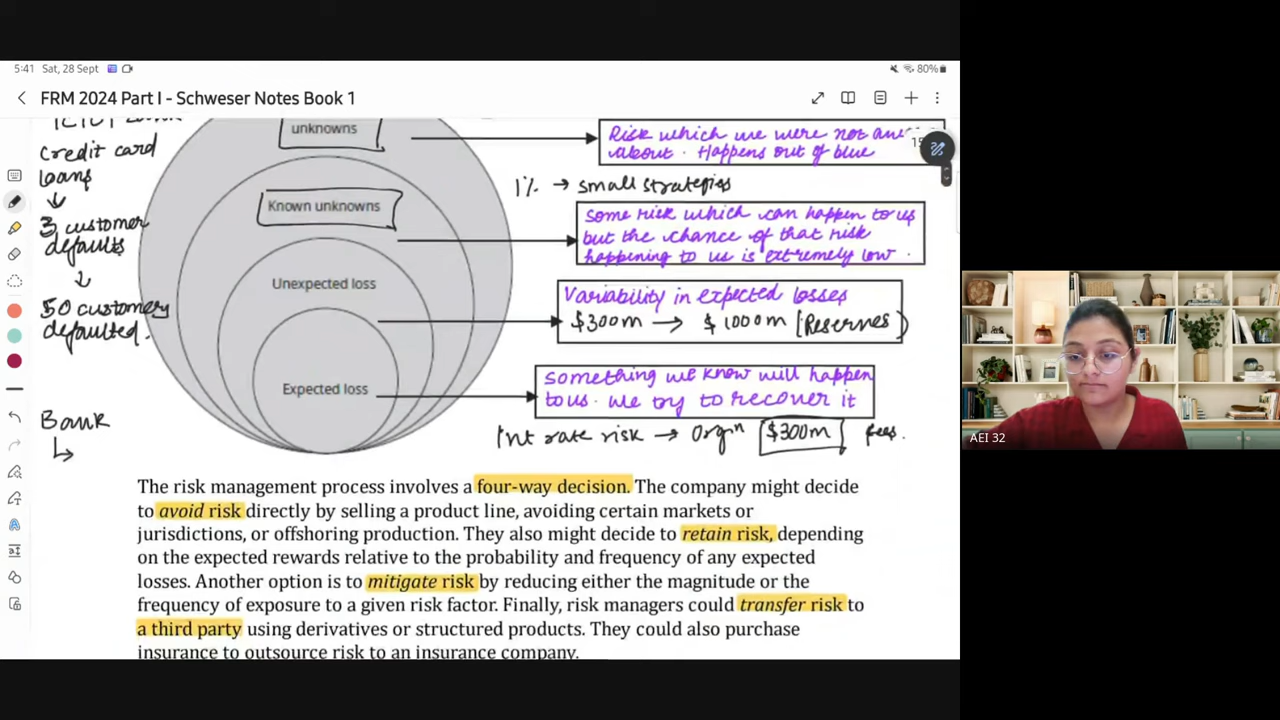 5:41 Sat, 28 Sept 80%
FRM 2024 Part I - Schweser Notes Book 1
unknowns
Risk which we were not
about. Happens out of blue
15
credit card
loans
3 customer
defaults
50 customers
defaulted.
Bank
1% → small strategies
Known unknowns
Some risk which can happen to us
but the chance of that risk
happening to us is extremely low.
Unexpected loss
Variability in expected losses
$300m → $1000m (Reserves)
Expected loss
Something we know will happen
to us. We try to recover it
Int rate risk → Orgn $300m fees.
The risk management process involves a four-way decision. The company might decide
to avoid risk directly by selling a product line, avoiding certain markets or
jurisdictions, or offshoring production. They also might decide to retain risk, depending
on the expected rewards relative to the probability and frequency of any expected
losses. Another option is to mitigate risk by reducing either the magnitude or the
frequency of exposure to a given risk factor. Finally, risk managers could transfer risk to
a third party using derivatives or structured products. They could also purchase
insurance to outsource risk to an insurance company.
AEI 32